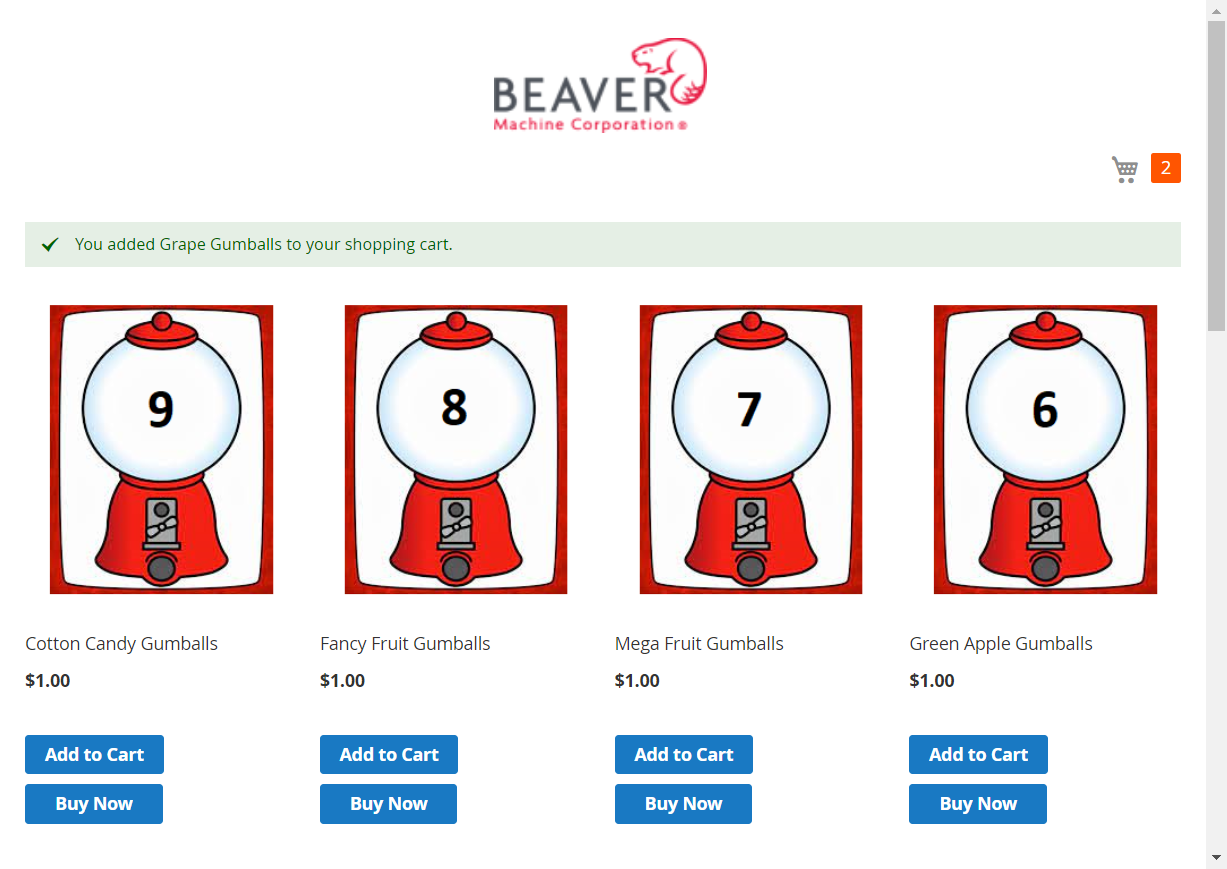 BEAVER
Machine Corporation ®
2
You added Grape Gumballs to your shopping cart.
9
8
7
6
Cotton Candy Gumballs
Fancy Fruit Gumballs
Mega Fruit Gumballs
Green Apple Gumballs
$1.00
$1.00
$1.00
$1.00
Add to Cart
Add to Cart
Add to Cart
Add to Cart
Buy Now
Buy Now
Buy Now
Buy Now